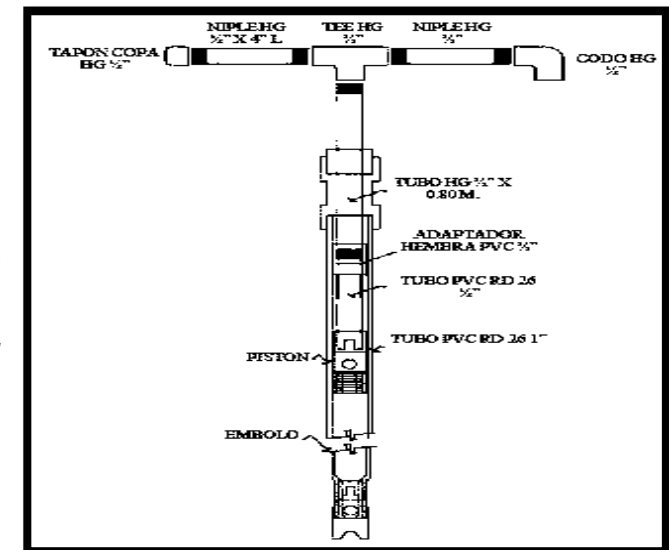 NIPLE HG
½" X 4" L
TEE HG
½"
NIPLE HG
½"
TAPON COPA
HG ½"
CODO HG
½"
TUBO HG ½" X
0.80 M.
ADAPTADOR
HEMBRA PVC ½"
TUBO PVC RD 26
½"
TUBO PVC RD 26 1"
PISTON
EMBOLO